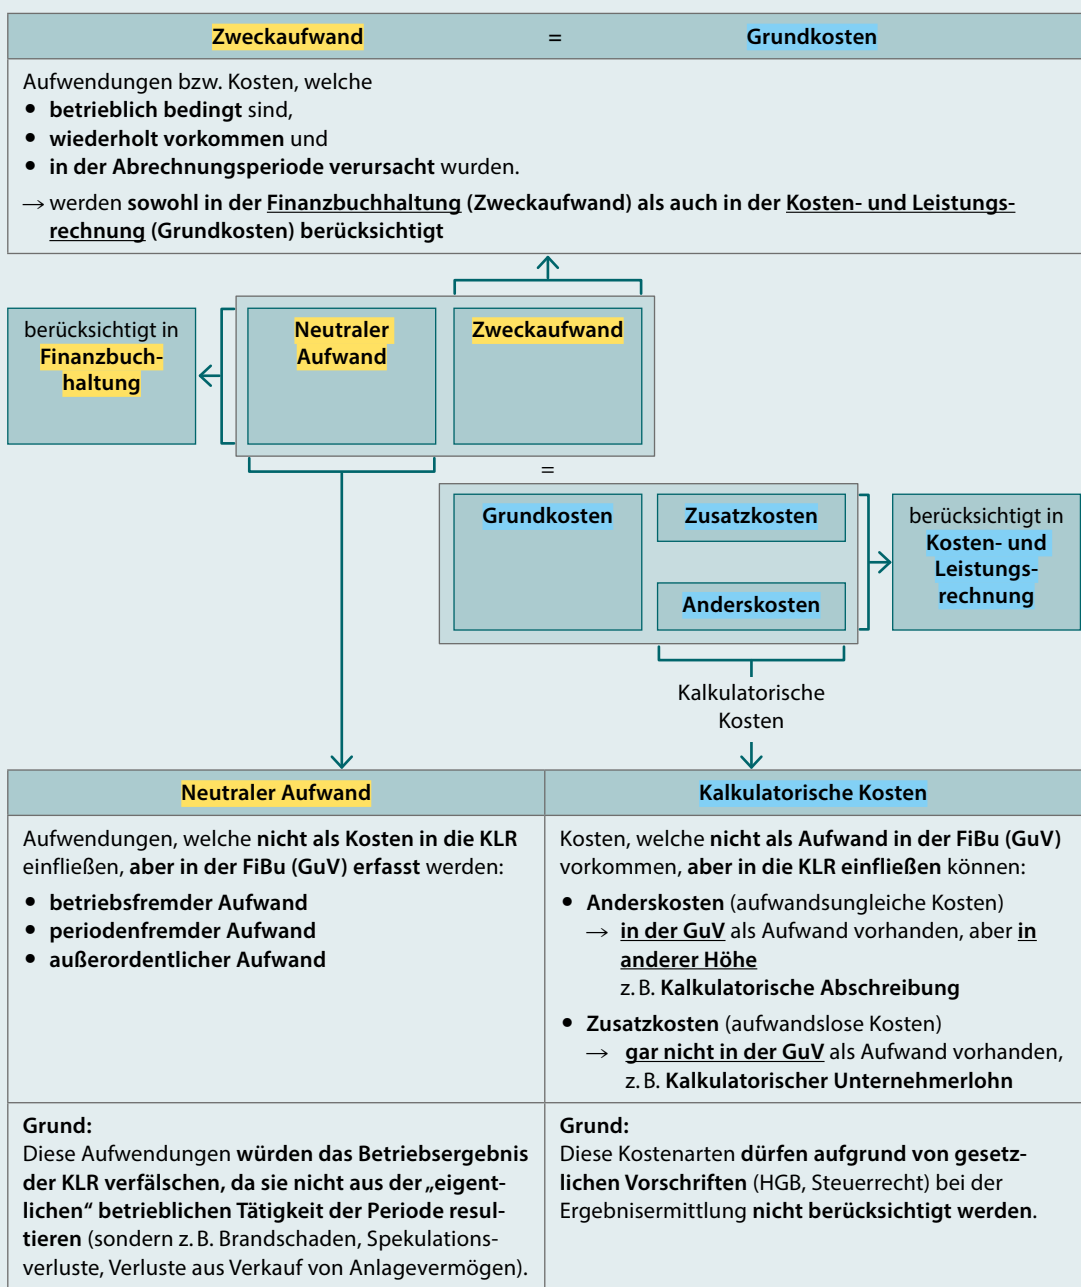 Zweckaufwand = Grundkosten
Aufwendungen bzw. Kosten, welche
• betrieblich bedingt sind,
• wiederholt vorkommen und
• in der Abrechnungsperiode verursacht wurden.
→ werden sowohl in der Finanzbuchhaltung (Zweckaufwand) als auch in der Kosten- und Leistungs-
rechnung (Grundkosten) berücksichtigt
berücksichtigt in
Finanzbuch-
haltung
Neutraler
Aufwand
Zweckaufwand
=
Grundkosten
Zusatzkosten
Anderskosten
berücksichtigt in
Kosten- und
Leistungs-
rechnung
Kalkulatorische
Kosten
Neutraler Aufwand
Aufwendungen, welche nicht als Kosten in die KLR
einfließen, aber in der FiBu (GuV) erfasst werden:
• betriebsfremder Aufwand
• periodenfremder Aufwand
• außerordentlicher Aufwand
Grund:
Diese Aufwendungen würden das Betriebsergebnis
der KLR verfälschen, da sie nicht aus der „eigent-
lichen“ betrieblichen Tätigkeit der Periode resul-
tieren (sondern z. B. Brandschaden, Spekulations-
verluste, Verluste aus Verkauf von Anlagevermögen).
Kalkulatorische Kosten
Kosten, welche nicht als Aufwand in der FiBu (GuV)
vorkommen, aber in die KLR einfließen können:
• Anderskosten (aufwandsungleiche Kosten)
→ in der GuV als Aufwand vorhanden, aber in
anderer Höhe
z. B. Kalkulatorische Abschreibung
• Zusatzkosten (aufwandslose Kosten)
→ gar nicht in der GuV als Aufwand vorhanden,
z. B. Kalkulatorischer Unternehmerlohn
Grund:
Diese Kostenarten dürfen aufgrund von gesetz-
lichen Vorschriften (HGB, Steuerrecht) bei der
Ergebnisermittlung nicht berücksichtigt werden.